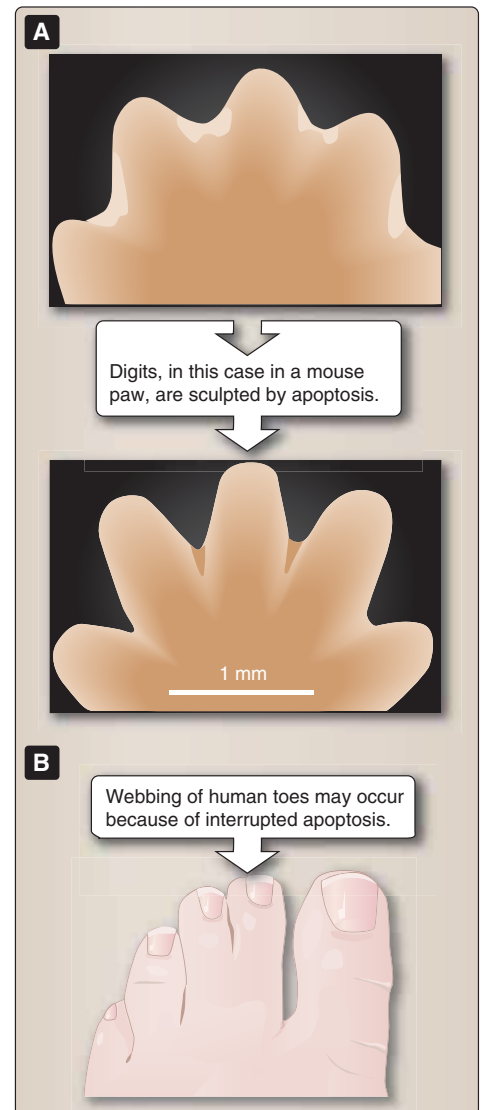 A
Digits, in this case in a mouse
paw, are sculpted by apoptosis.
1 mm
B
Webbing of human toes may occur
because of interrupted apoptosis.